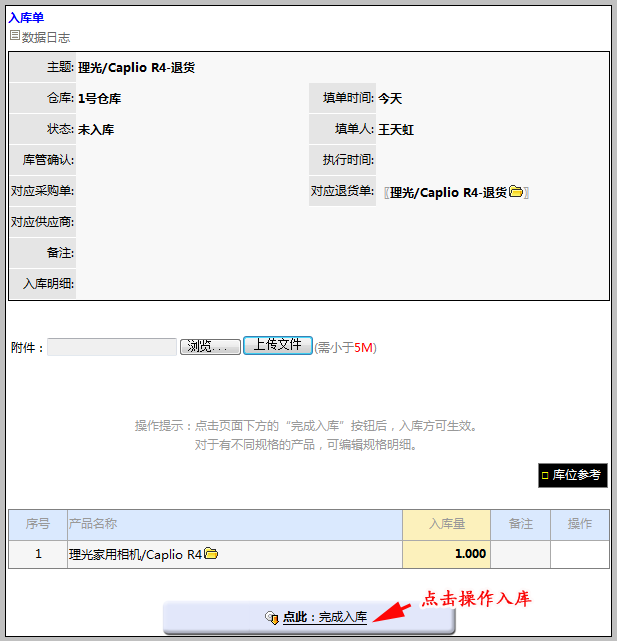 入库单
数据日志
主题: 理光/Caplio R4-退货
仓库: 1号仓库 填单时间: 今天
状态: 未入库 填单人: 王天虹
库管确认: 执行时间:
对应采购单: 对应退货单: 〖理光/Caplio R4-退货〗
对应供应商:
备注:
入库明细:
附件： 浏览... 上传文件 (需小于5M)
操作提示：点击页面下方的“完成入库”按钮后，入库方可生效。
对于有不同规格的产品，可编辑规格明细。
库位参考
序号 产品名称 入库量 备注 操作
1 理光家用相机/Caplio R4 1.000
点击操作入库
点此：完成入库